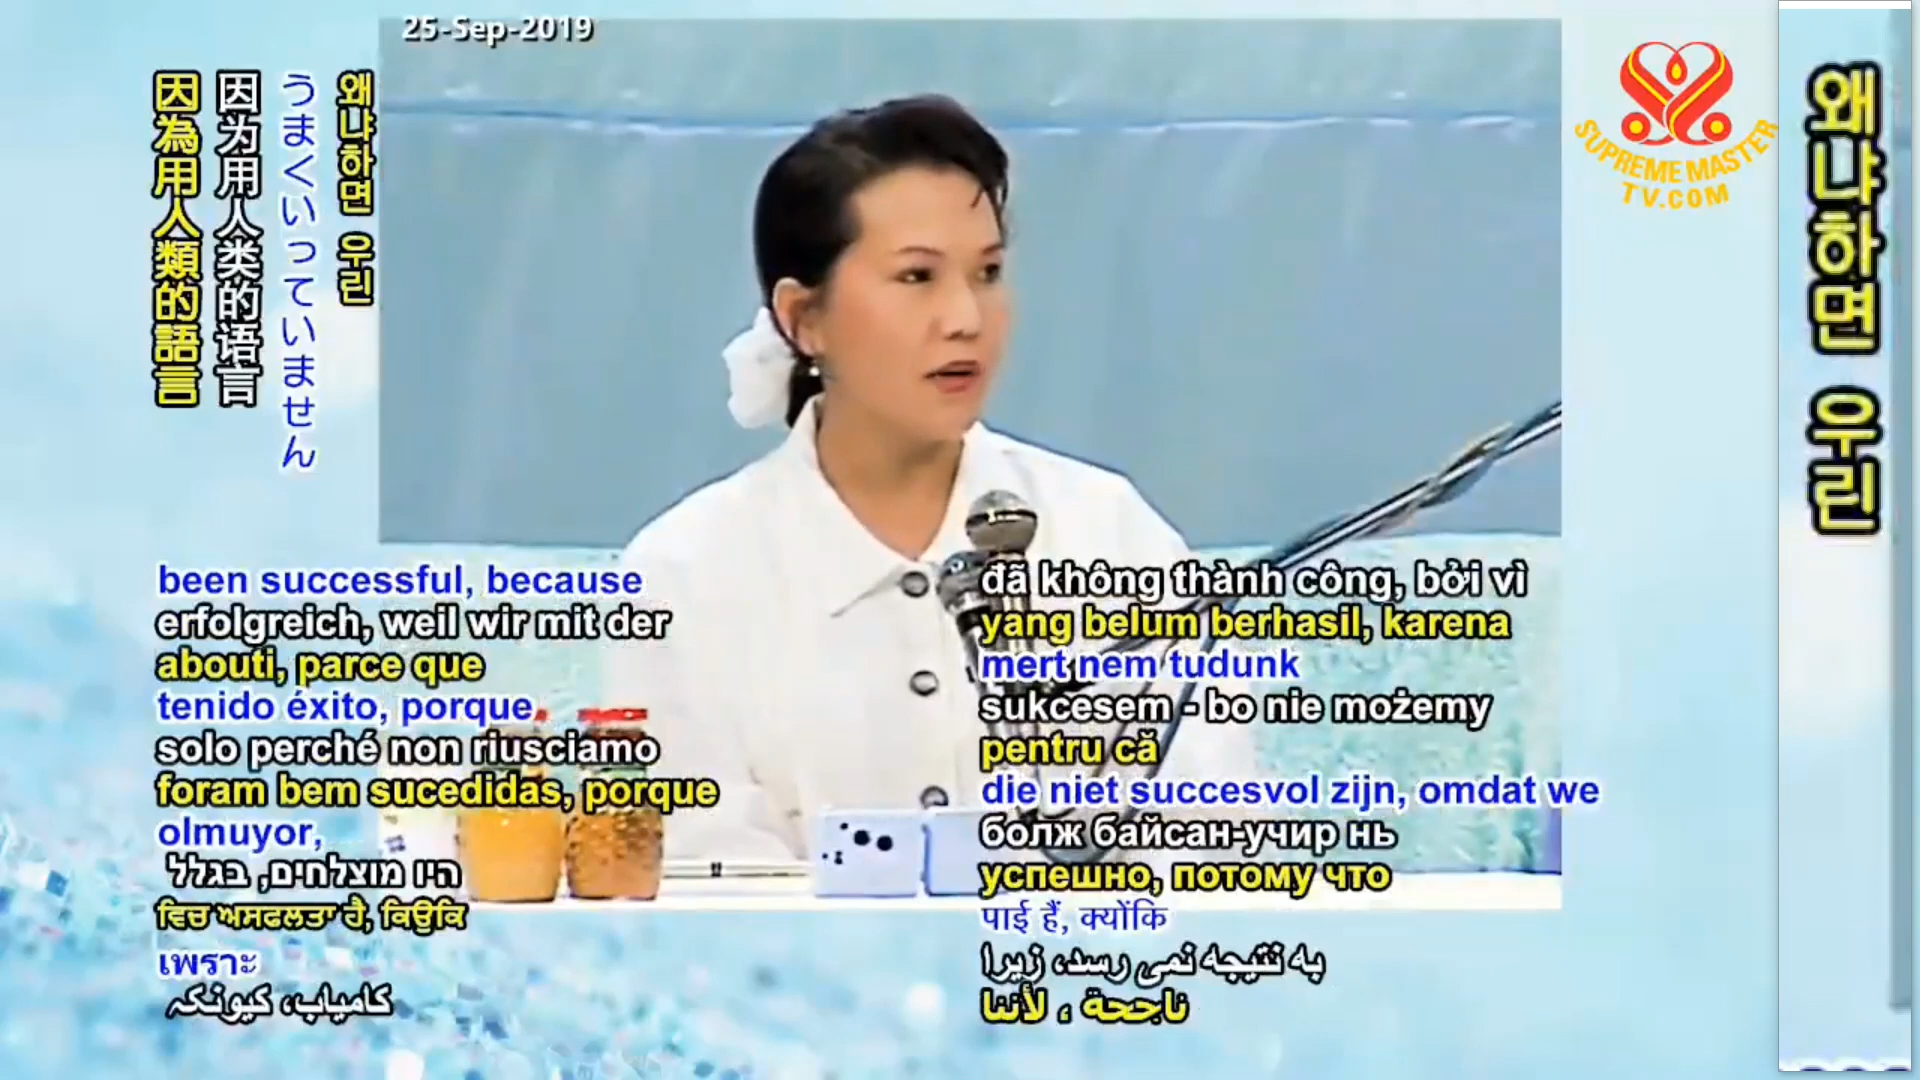 25-Sep-2019
SUPREME MASTER
TV.COM
왜냐하면 우린
うまくいっていません
因为用人类的语言
因為用人類的語言
왜냐하면 우린
been successful, because
erfolgreich, weil wir mit der
abouti, parce que
tenido éxito, porque
solo perché non riusciamo
foram bem sucedidas, porque
olmuyor,
היו מוצלחים, בגלל
ਵਿਚ ਅਸਫਲਤਾ ਹੈ, ਕਿਉਂਕਿ
เพราะ
کامیاب، کیونکہ
đã không thành công, bởi vì
yang belum berhasil, karena
mert nem tudunk
sukcesem - bo nie możemy
pentru că
die niet succesvol zijn, omdat we
болж байсан-учир нь
успешно, потому что
पाई हैं, क्योंकि
به نتیجه نمی رسد، زیرا
ناجحة ، لأننا